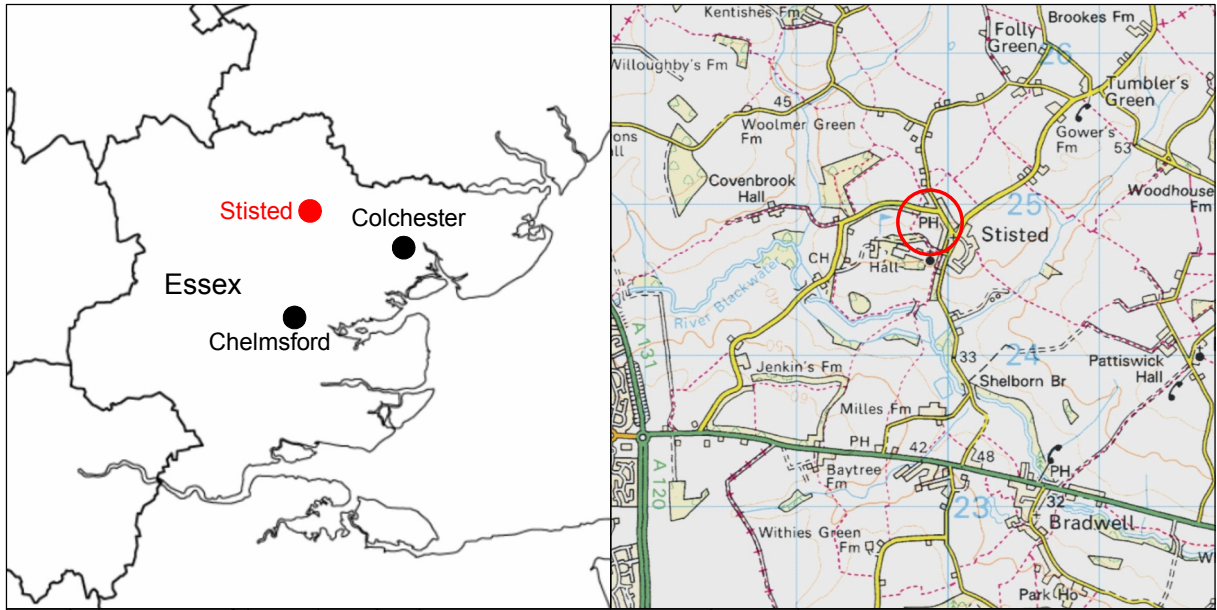 Stisted
Colchester
Essex
Chelmsford
Kentishes Fm
Brookes Fm
Folly
Green
26
Willoughby's Fm
Tumbler's
Green
45
Woolmer Green
Fm
Gower's
Fm
53
Covenbrook
Hall
Woodhouse
Fm
25
PH
Stisted
CH
Hall
40
River Blackwater
A 131
50
33
24
Pattiswick
Hall
Jenkin's Fm
60
Shelborn Br
Milles Fm
PH
42
48
PH
A 120
Baytree
Fm
32
23
Bradwell
Withies Green
Fm
Park Ho